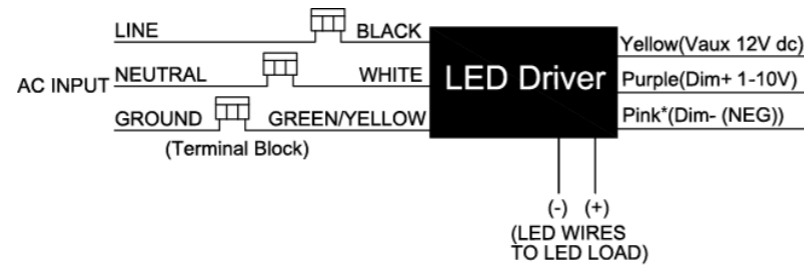 LINE BLACK
AC INPUT NEUTRAL WHITE
GROUND GREEN/YELLOW
(Terminal Block)
LED Driver
Yellow(Vaux 12V dc)
Purple(Dim+ 1-10V)
Pink*(Dim- (NEG))
(-) (+)
(LED WIRES
TO LED LOAD)